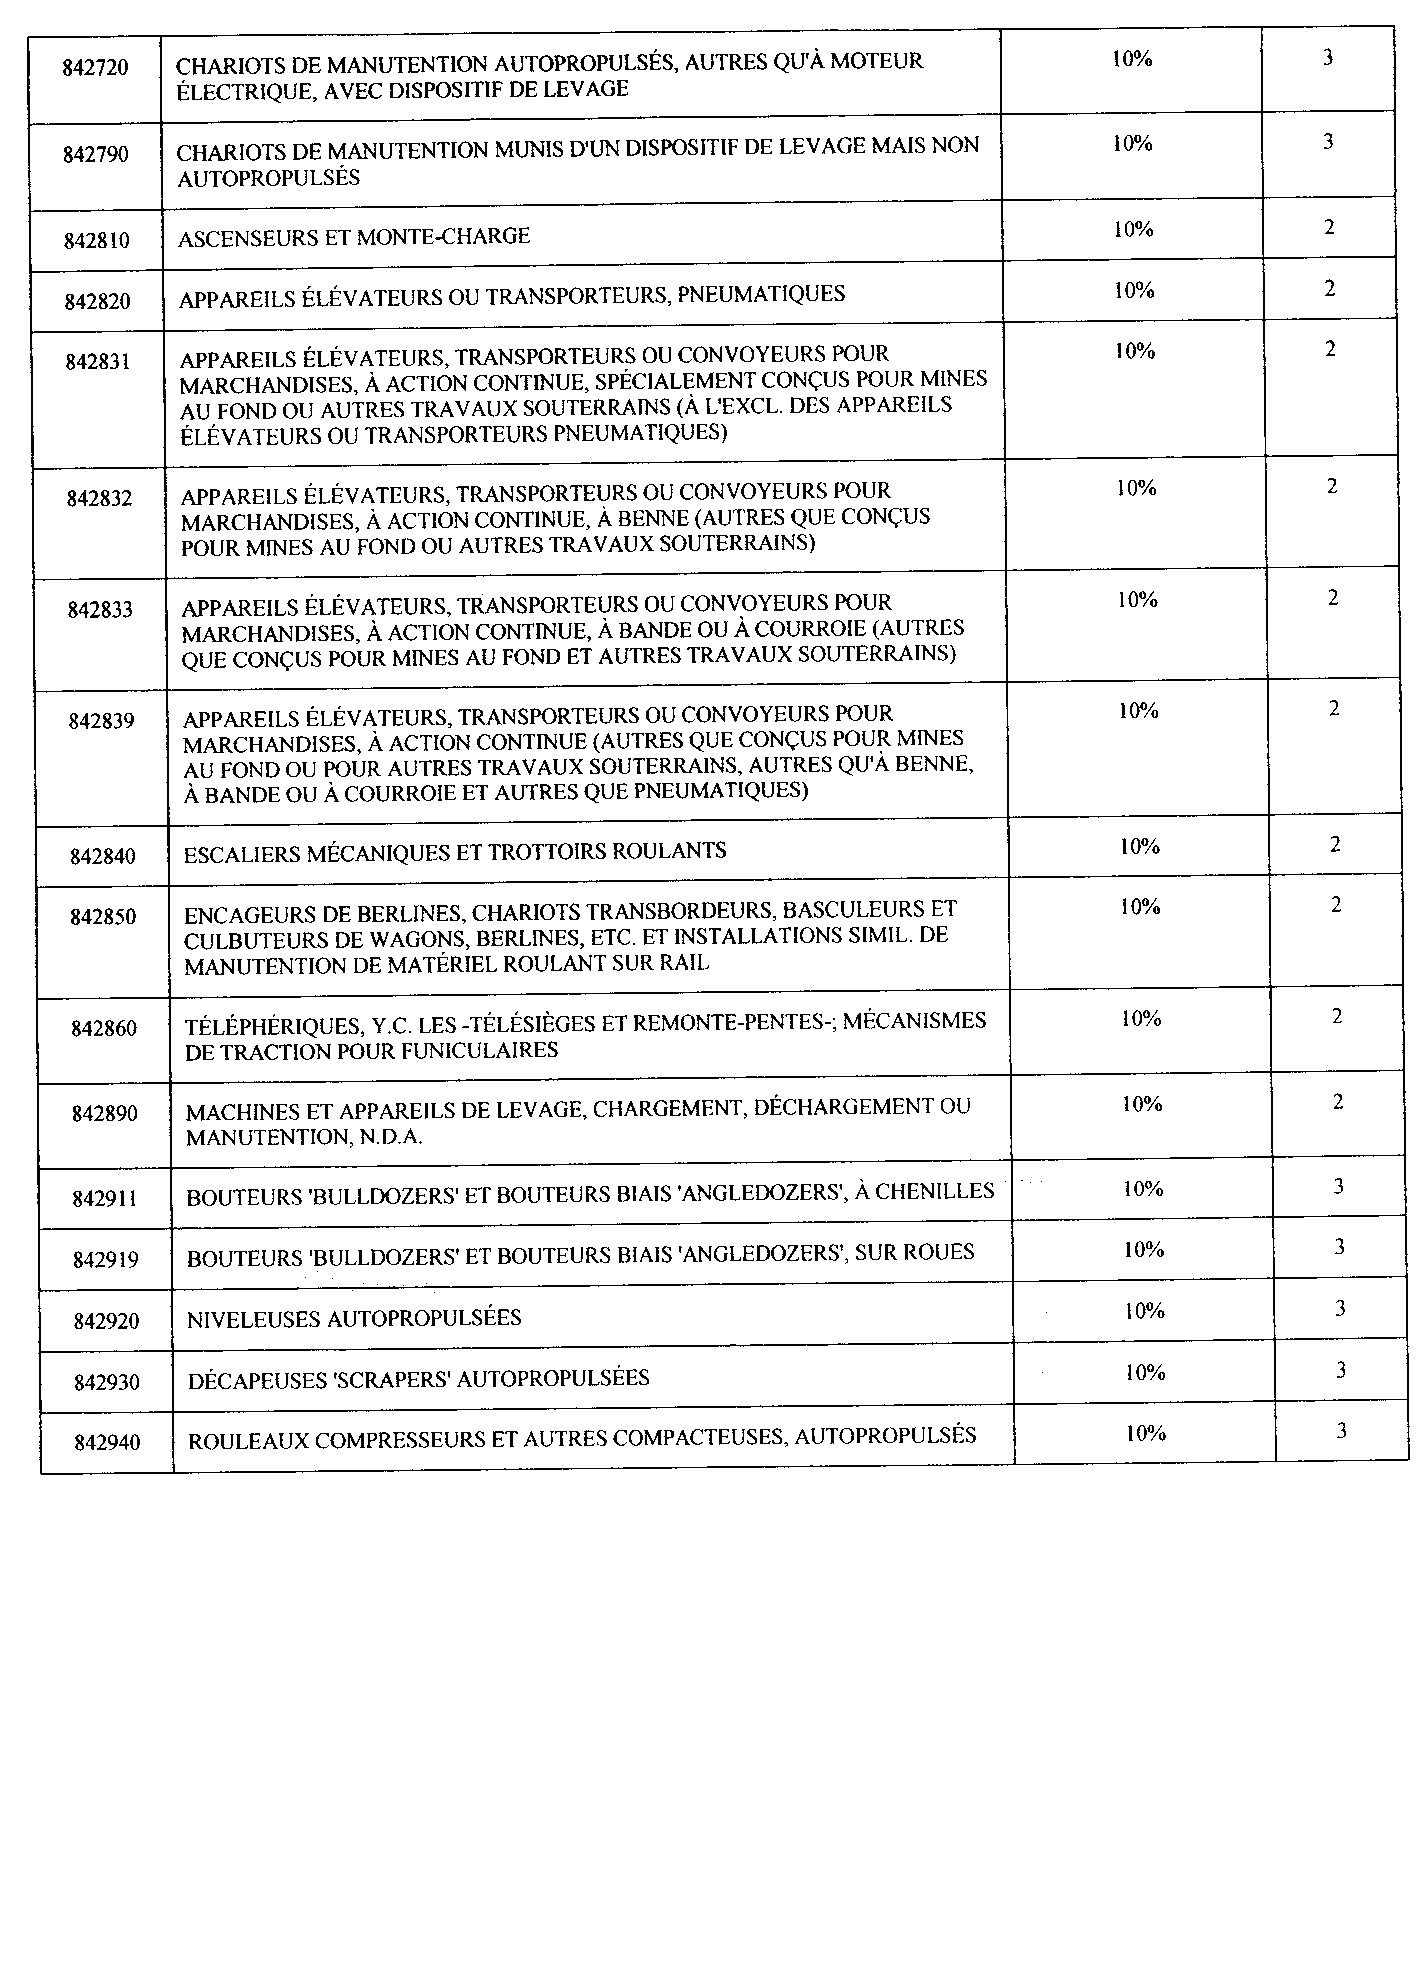 842720 CHARIOTS DE MANUTENTION AUTOPROPULSÉS, AUTRES QU'À MOTEUR 10% 3
ÉLECTRIQUE, AVEC DISPOSITIF DE LEVAGE
842790 CHARIOTS DE MANUTENTION MUNIS D'UN DISPOSITIF DE LEVAGE MAIS NON 10% 3
AUTOPROPULSÉS
842810 ASCENSEURS ET MONTE-CHARGE 10% 2
842820 APPAREILS ÉLÉVATEURS OU TRANSPORTEURS, PNEUMATIQUES 10% 2
842831 APPAREILS ÉLÉVATEURS, TRANSPORTEURS OU CONVOYEURS POUR 10% 2
MARCHANDISES, À ACTION CONTINUE, SPÉCIALEMENT CONÇUS POUR MINES
AU FOND OU AUTRES TRAVAUX SOUTERRAINS (À L'EXCL. DES APPAREILS
ÉLÉVATEURS OU TRANSPORTEURS PNEUMATIQUES)
842832 APPAREILS ÉLÉVATEURS, TRANSPORTEURS OU CONVOYEURS POUR 10% 2
MARCHANDISES, À ACTION CONTINUE, À BENNE (AUTRES QUE CONÇUS
POUR MINES AU FOND OU AUTRES TRAVAUX SOUTERRAINS)
842833 APPAREILS ÉLÉVATEURS, TRANSPORTEURS OU CONVOYEURS POUR 10% 2
MARCHANDISES, À ACTION CONTINUE, À BANDE OU À COURROIE (AUTRES
QUE CONÇUS POUR MINES AU FOND ET AUTRES TRAVAUX SOUTERRAINS)
842839 APPAREILS ÉLÉVATEURS, TRANSPORTEURS OU CONVOYEURS POUR 10% 2
MARCHANDISES, À ACTION CONTINUE (AUTRES QUE CONÇUS POUR MINES
AU FOND OU POUR AUTRES TRAVAUX SOUTERRAINS, AUTRES QU'À BENNE,
À BANDE OU À COURROIE ET AUTRES QUE PNEUMATIQUES)
842840 ESCALIERS MÉCANIQUES ET TROTTOIRS ROULANTS 10% 2
842850 ENCAGEURS DE BERLINES, CHARIOTS TRANSBORDEURS, BASCULEURS ET 10% 2
CULBUTEURS DE WAGONS, BERLINES, ETC. ET INSTALLATIONS SIMIL. DE
MANUTENTION DE MATÉRIEL ROULANT SUR RAIL
842860 TÉLÉPHÉRIQUES, Y.C. LES -TÉLÉSIÈGES ET REMONTE-PENTES-; MÉCANISMES 10% 2
DE TRACTION POUR FUNICULAIRES
842890 MACHINES ET APPAREILS DE LEVAGE, CHARGEMENT, DÉCHARGEMENT OU 10% 2
MANUTENTION, N.D.A.
842911 BOUTEURS 'BULLDOZERS' ET BOUTEURS BIAIS 'ANGLEDOZERS', À CHENILLES 10% 3
842919 BOUTEURS 'BULLDOZERS' ET BOUTEURS BIAIS 'ANGLEDOZERS', SUR ROUES 10% 3
842920 NIVELEUSES AUTOPROPULSÉES 10% 3
842930 DÉCAPEUSES 'SCRAPERS' AUTOPROPULSÉES 10% 3
842940 ROULEAUX COMPRESSEURS ET AUTRES COMPACTEUSES, AUTOPROPULSÉS 10% 3